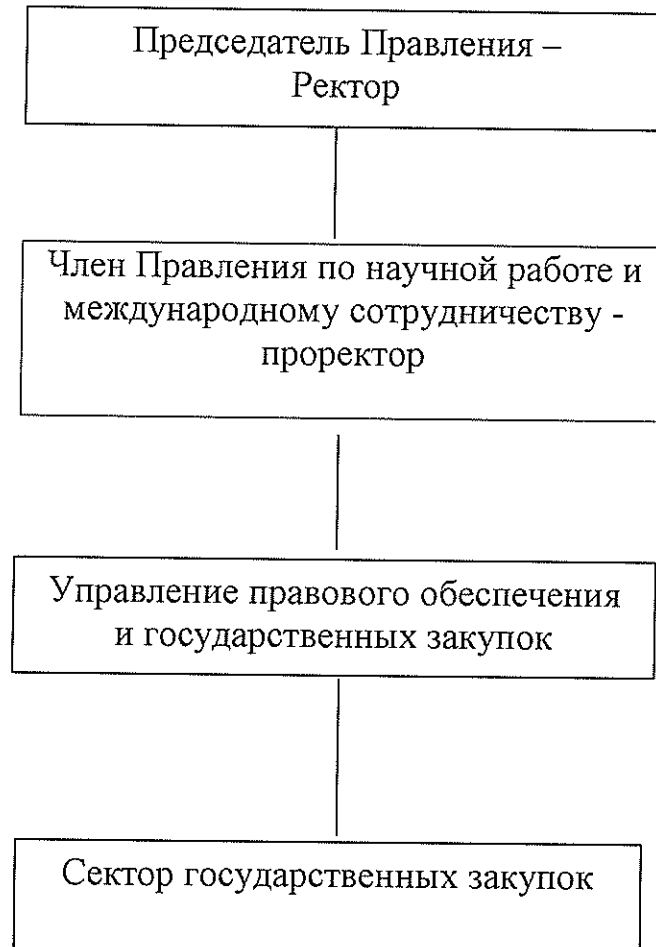 Председатель Правления –
Ректор
Член Правления по научной работе и
международному сотрудничеству -
проректор
Управление правового обеспечения
и государственных закупок
Сектор государственных закупок